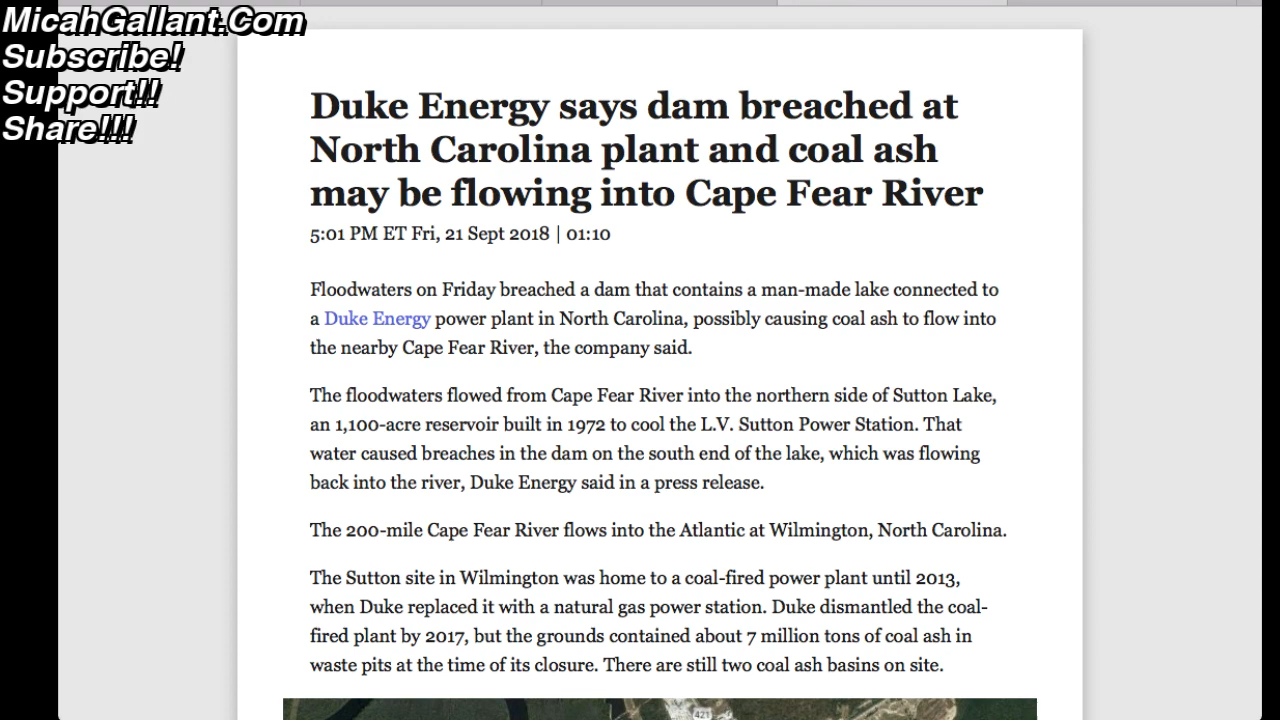 MicahGallant.Com
Subscribe!
Support!!
Share!!!
Duke Energy says dam breached at
North Carolina plant and coal ash
may be flowing into Cape Fear River
5:01 PM ET Fri, 21 Sept 2018 | 01:10
Floodwaters on Friday breached a dam that contains a man-made lake connected to
a Duke Energy power plant in North Carolina, possibly causing coal ash to flow into
the nearby Cape Fear River, the company said.
The floodwaters flowed from Cape Fear River into the northern side of Sutton Lake,
an 1,100-acre reservoir built in 1972 to cool the L.V. Sutton Power Station. That
water caused breaches in the dam on the south end of the lake, which was flowing
back into the river, Duke Energy said in a press release.
The 200-mile Cape Fear River flows into the Atlantic at Wilmington, North Carolina.
The Sutton site in Wilmington was home to a coal-fired power plant until 2013,
when Duke replaced it with a natural gas power station. Duke dismantled the coal-
fired plant by 2017, but the grounds contained about 7 million tons of coal ash in
waste pits at the time of its closure. There are still two coal ash basins on site.
421